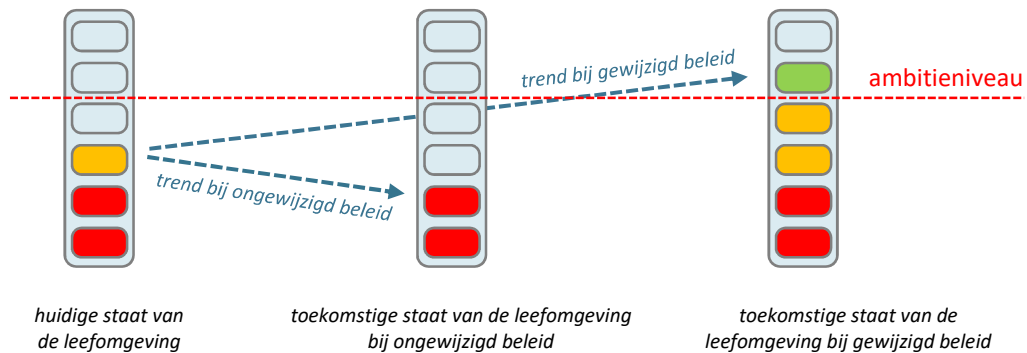 trend bij gewijzigd beleid
ambitieniveau
trend bij ongewijzigd beleid
huidige staat van
de leefomgeving
toekomstige staat van de leefomgeving
bij ongewijzigd beleid
toekomstige staat van de
leefomgeving bij gewijzigd beleid